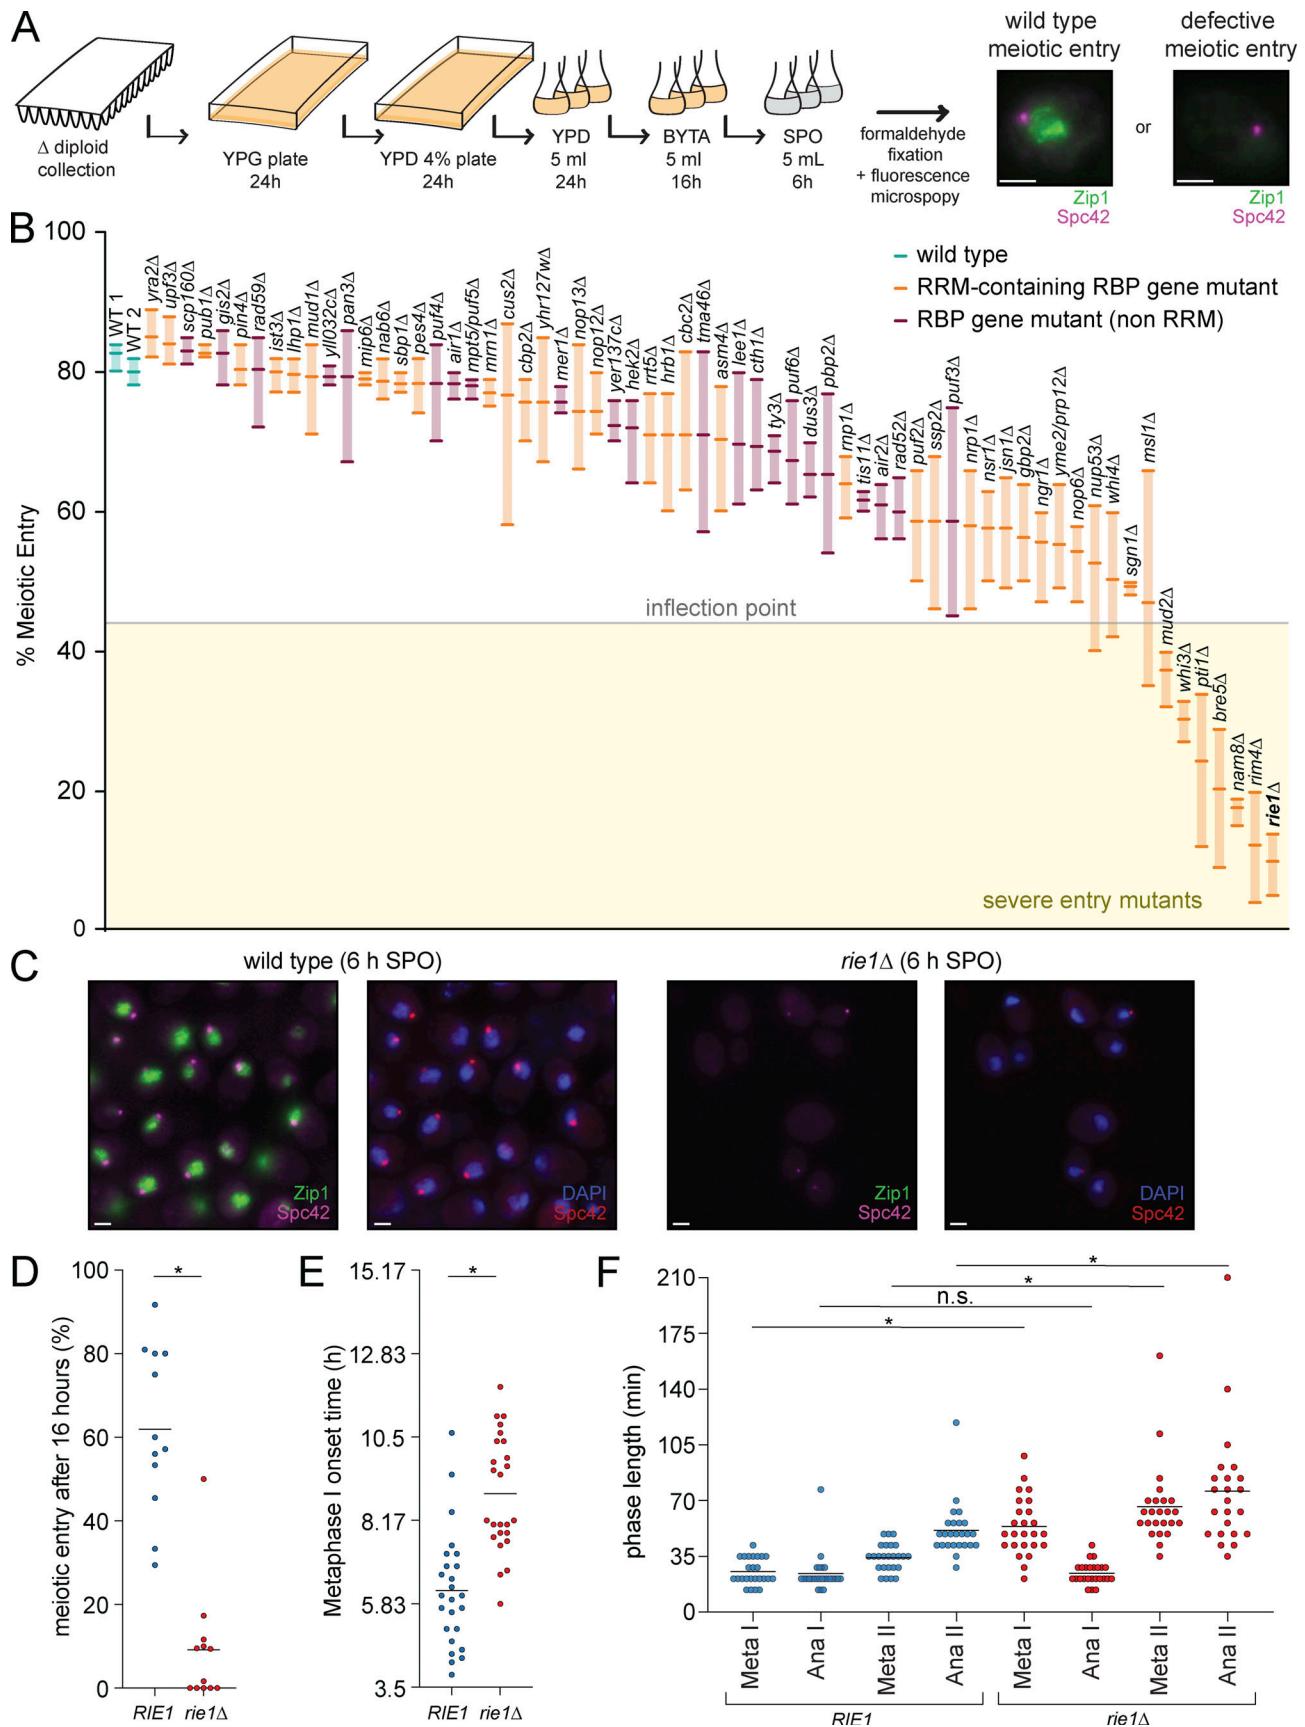 A
Δ diploid
collection
YPG plate
24h
YPD 4% plate
24h
YPD
5 ml
24h
BYTA
5 ml
16h
SPO
5 mL
6h
formaldehyde
fixation
+ fluorescence
micros­popy
wild type
meiotic entry
or
defective
meiotic entry
Zip1
Spc42
Zip1
Spc42
B
% Meiotic Entry
100
80
60
40
20
0
wild type
RRM-containing RBP gene mutant
RBP gene mutant (non RRM)
WT 1
WT 2
yra2Δ
upf3Δ
scp160Δ
pub1Δ
gis2Δ
pin4Δ
rad59Δ
ist3Δ
lhp1Δ
mud1Δ
yll032cΔ
pan3Δ
mip6Δ
nab6Δ
sbp1Δ
pes4Δ
puf4Δ
air1Δ
mpt5/puf5Δ
mrn1Δ
cus2Δ
cbp2Δ
yhr127wΔ
mer1Δ
nop13Δ
nop12Δ
yer137cΔ
hek2Δ
rrt5Δ
hrb1Δ
cbc2Δ
tma46Δ
asm4Δ
lee1Δ
cth1Δ
ty3Δ
puf6Δ
dus3Δ
pbp2Δ
rnp1Δ
tis11Δ
air2Δ
rad52Δ
puf2Δ
ssp2Δ
puf3Δ
nrp1Δ
nsr1Δ
jsn1Δ
gbp2Δ
ngr1Δ
yme2/prp12Δ
nop6Δ
nup53Δ
whi4Δ
sgn1Δ
msl1Δ
mud2Δ
whi3Δ
pti1Δ
bre5Δ
nam8Δ
rim4Δ
rie1Δ
inflection point
severe entry mutants
C
wild type (6 h SPO)
rie1Δ (6 h SPO)
Zip1
Spc42
DAPI
Spc42
Zip1
Spc42
DAPI
Spc42
D
meiotic entry after 16 hours (%)
100
80
60
40
20
0
*
RIE1
rie1Δ
E
Metaphase I onset time (h)
15.17
12.83
10.5
8.17
5.83
3.5
*
RIE1
rie1Δ
F
phase length (min)
210
175
140
105
70
35
0
*
*
n.s.
*
Meta I
Ana I
Meta II
Ana II
Meta I
Ana I
Meta II
Ana II
RIE1
rie1Δ